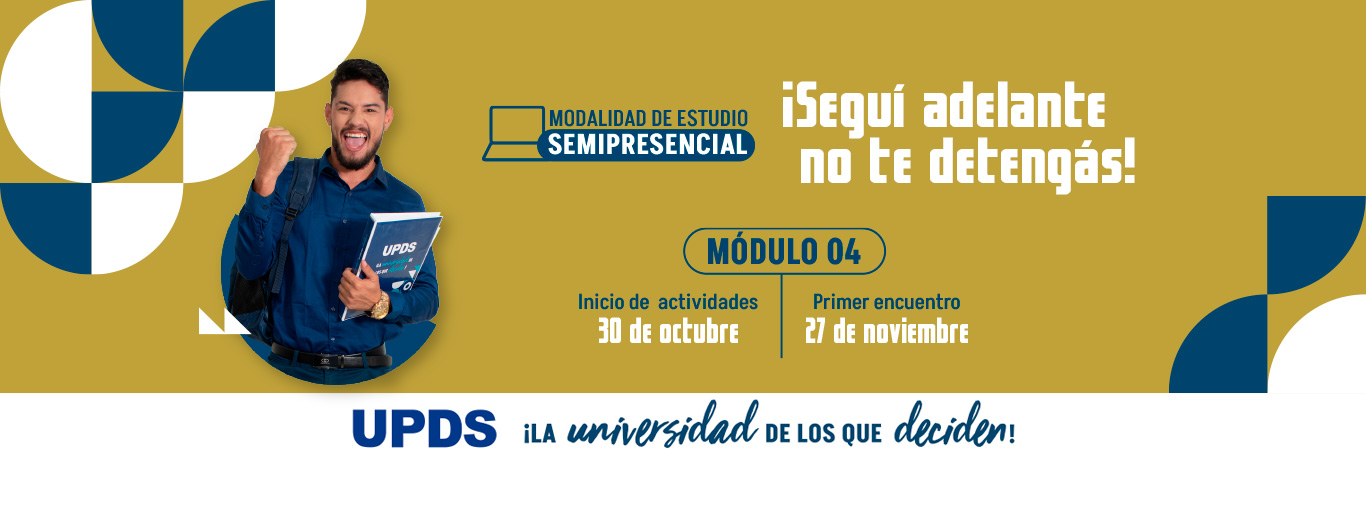 MODALIDAD DE ESTUDIO
SEMIPRESENCIAL
¡Seguí adelante
no te detengás!
MÓDULO 04
Inicio de actividades
30 de octubre
Primer encuentro
27 de noviembre
UPDS
UPDS
¡LA universidad DE LOS QUE deciden!